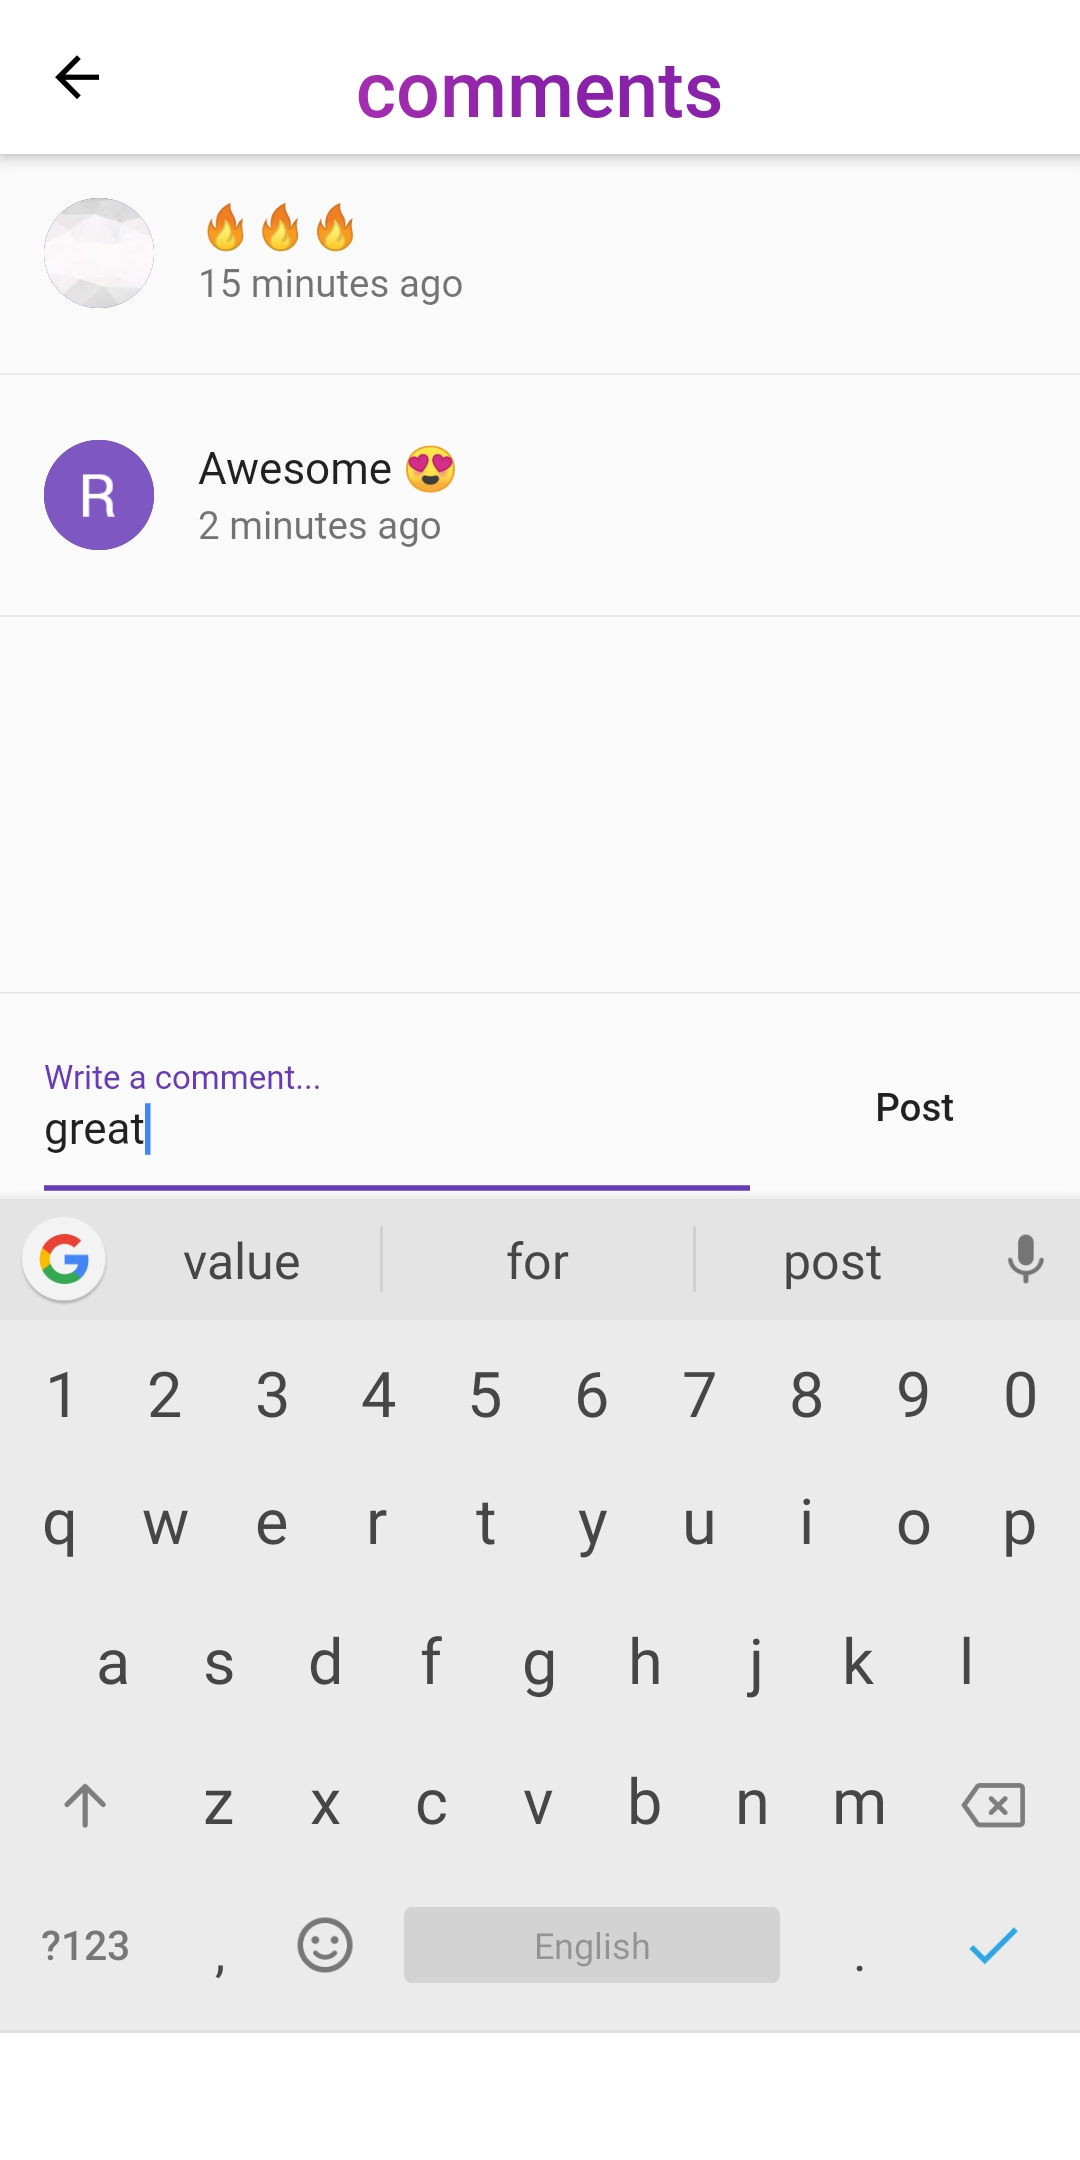 comments
🔥🔥🔥
15 minutes ago
R
Awesome 😍
2 minutes ago
Write a comment...
great
Post
G value for post
1 2 3 4 5 6 7 8 9 0
q w e r t y u i o p
a s d f g h j k l
z x c v b n m
?123 , English .